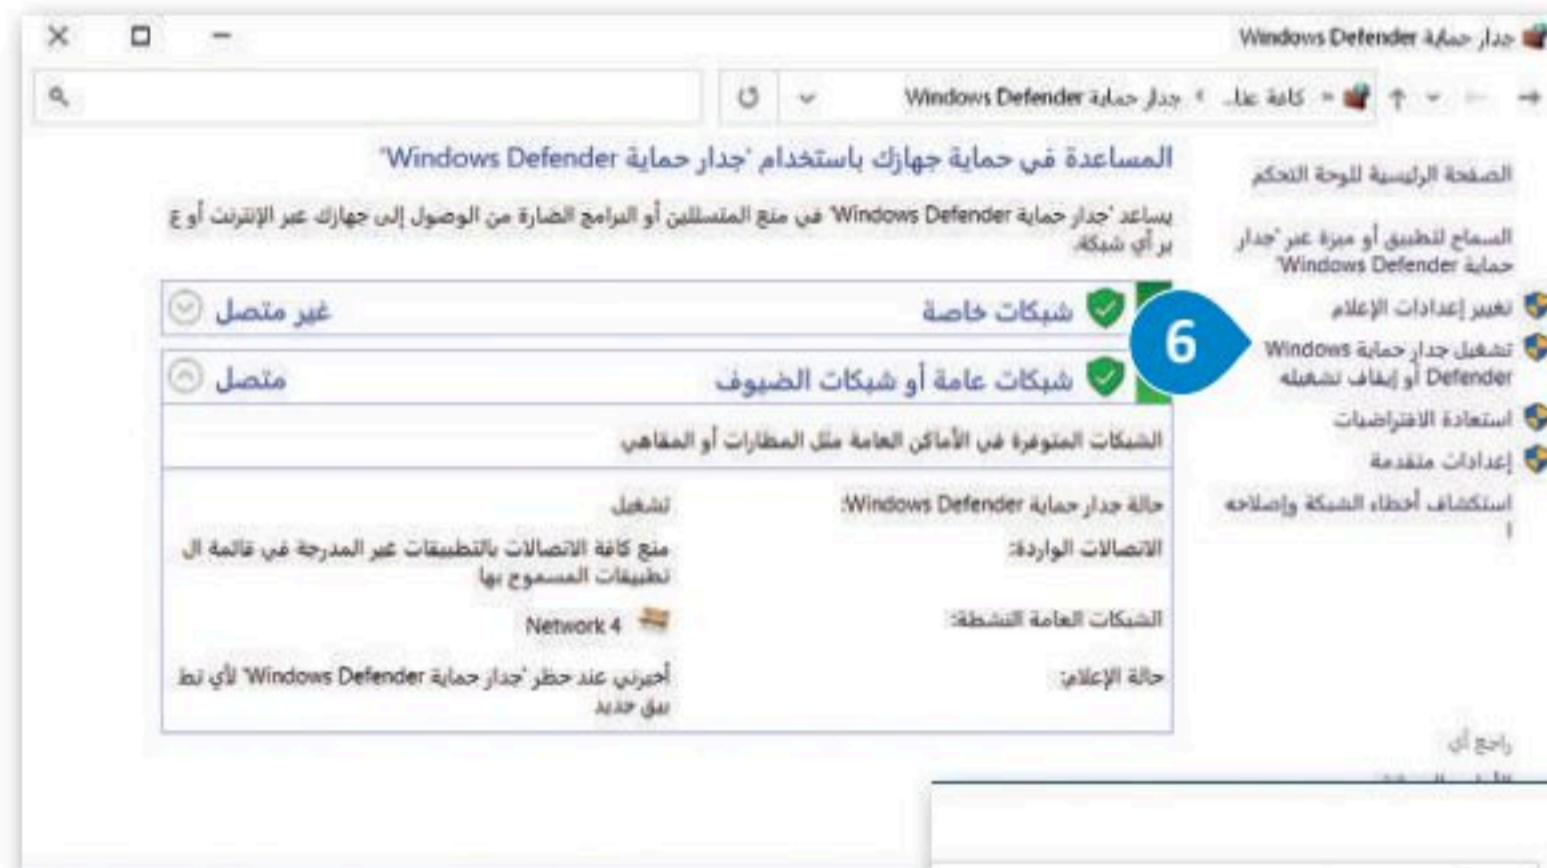 جدار حماية Windows Defender
كافة عنا... › جدار حماية Windows Defender
الصفحة الرئيسية للوحة التحكم
السماح لتطبيق أو ميزة عبر "جدار
حماية Windows Defender"
تغيير إعدادات الإعلام
تشغيل جدار حماية Windows
Defender أو إيقاف تشغيله
استعادة الافتراضيات
إعدادات متقدمة
استكشاف أخطاء الشبكة وإصلاحه
ا
راجع أي
6
المساعدة في حماية جهازك باستخدام "جدار حماية Windows Defender"
يساعد "جدار حماية Windows Defender" في منع المتسللين أو البرامج الضارة من الوصول إلى جهازك عبر الإنترنت أو ع
بر أي شبكة.
شبكات خاصة غير متصل
شبكات عامة أو شبكات الضيوف متصل
الشبكات المتوفرة في الأماكن العامة مثل المطارات أو المقاهي
حالة جدار حماية Windows Defender: تشغيل
الاتصالات الواردة: منع كافة الاتصالات بالتطبيقات غير المدرجة في قائمة ال
تطبيقات المسموح بها
الشبكات العامة النشطة: Network 4
حالة الإعلام: أخبرني عند حظر "جدار حماية Windows Defender" لأي تط
بيق جديد